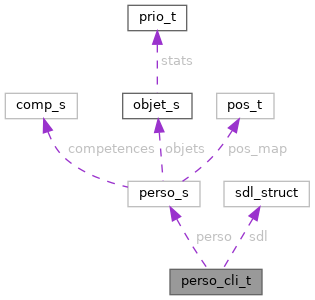 prio_t
stats
comp_s
objet_s
pos_t
competences
objets
pos_map
perso_s
sdl_struct
perso
sdl
perso_cli_t